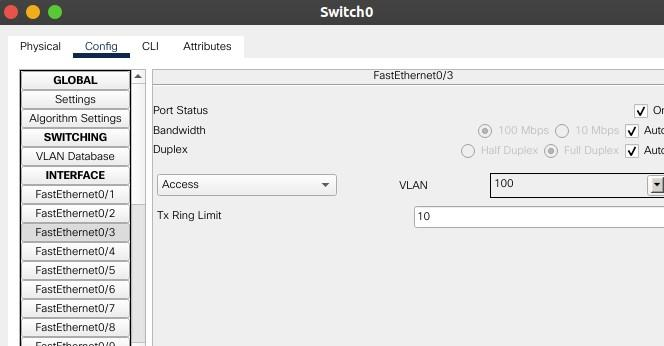 Switch0
Physical Config CLI Attributes
GLOBAL
Settings
Algorithm Settings
SWITCHING
VLAN Database
INTERFACE
FastEthernet0/1
FastEthernet0/2
FastEthernet0/3
FastEthernet0/4
FastEthernet0/5
FastEthernet0/6
FastEthernet0/7
FastEthernet0/8
FastEthernet0/3
Port Status On
Bandwidth 100 Mbps 10 Mbps Auto
Duplex Half Duplex Full Duplex Auto
Access VLAN 100
Tx Ring Limit 10